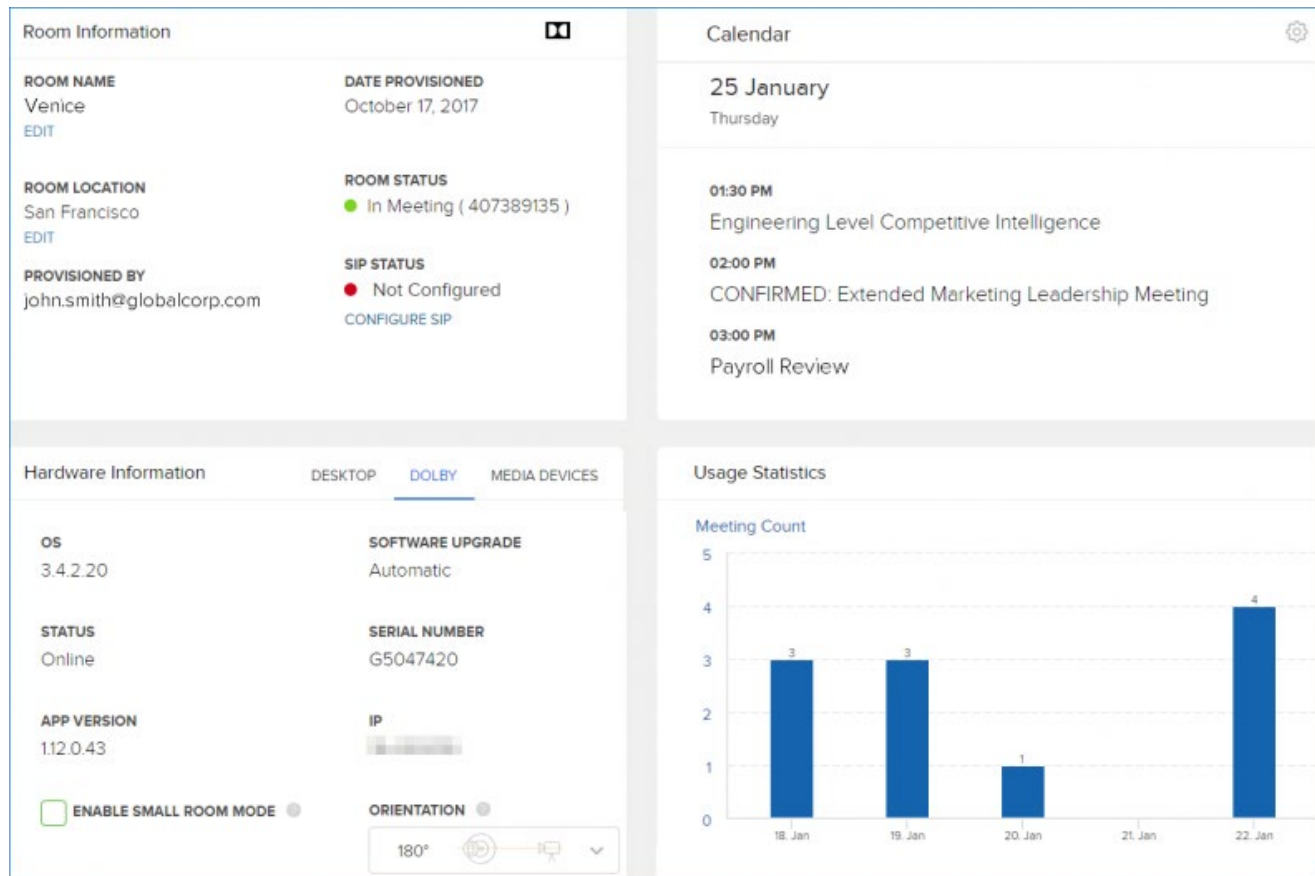 Room Information
ROOM NAME
Venice
EDIT
DATE PROVISIONED
October 17, 2017
ROOM LOCATION
San Francisco
EDIT
ROOM STATUS
In Meeting ( 407389135 )
PROVISIONED BY
john.smith@globalcorp.com
SIP STATUS
Not Configured
CONFIGURE SIP
Calendar
25 January
Thursday
01:30 PM
Engineering Level Competitive Intelligence
02:00 PM
CONFIRMED: Extended Marketing Leadership Meeting
03:00 PM
Payroll Review
Hardware Information DESKTOP DOLBY MEDIA DEVICES
OS
3.4.2.20
SOFTWARE UPGRADE
Automatic
STATUS
Online
SERIAL NUMBER
G5047420
APP VERSION
1.12.0.43
IP
ENABLE SMALL ROOM MODE
ORIENTATION
180°
Usage Statistics
Meeting Count
5
4
3
2
1
0
3
3
1
4
18. Jan 19. Jan 20. Jan 21. Jan 22. Jan